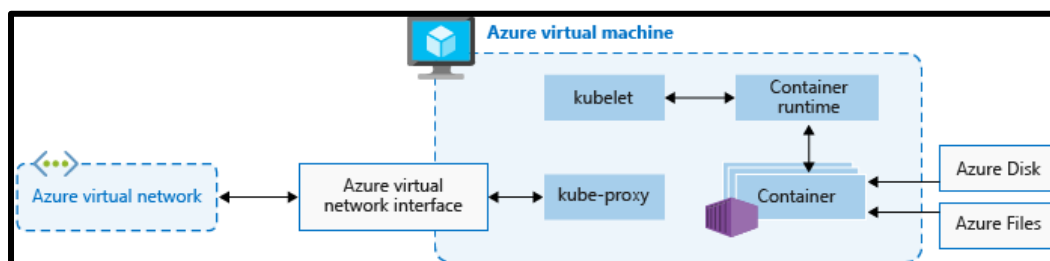 Azure virtual machine
kubelet
Container
runtime
Azure virtual network
Azure virtual
network interface
kube-proxy
Container
Azure Disk
Azure Files